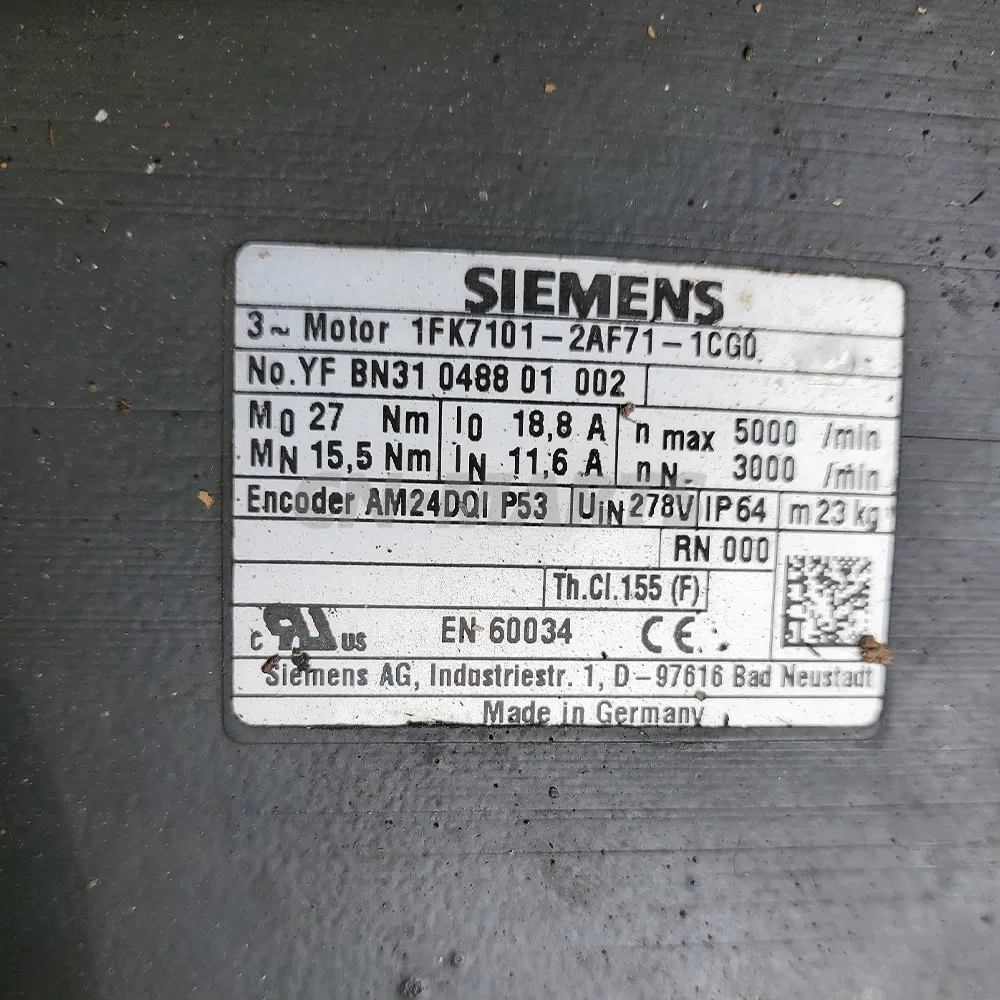 SIEMENS
3~ Motor 1FK7101-2AF71-1CG0
No.YF BN31 0488 01 002
M0 27 Nm I0 18,8 A n max 5000 /min
MN 15,5 Nm IN 11,6 A n N 3000 /min
Encoder AM24DQI P53 UiN 278V IP64 m 23 kg
RN 000
Th.Cl.155 (F)
c RU US EN 60034 CE
Siemens AG, Industriestr. 1, D-97616 Bad Neustadt
Made in Germany